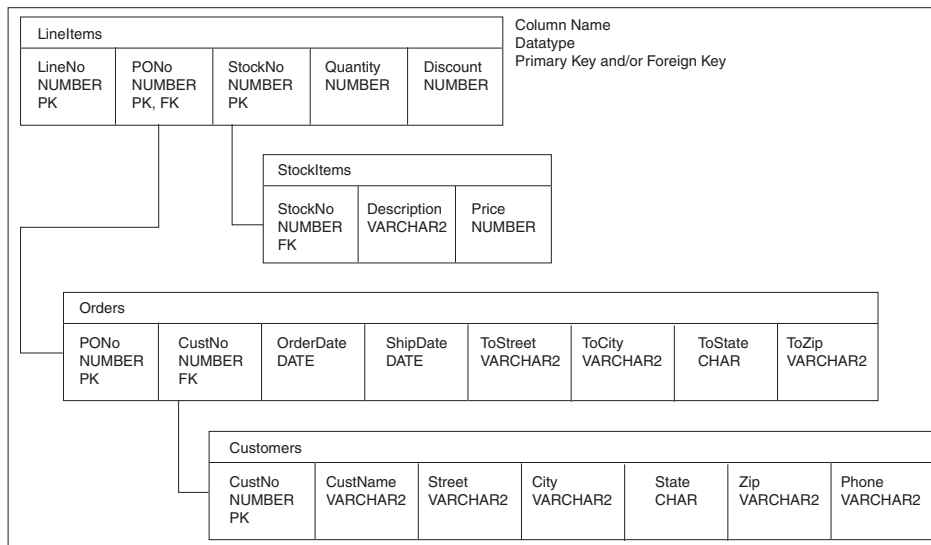 Column Name
Datatype
Primary Key and/or Foreign Key
LineItems
LineNo PONo StockNo Quantity Discount
NUMBER NUMBER NUMBER NUMBER NUMBER
PK PK, FK PK
StockItems
StockNo Description Price
NUMBER VARCHAR2 NUMBER
FK
Orders
PONo CustNo OrderDate ShipDate ToStreet ToCity ToState ToZip
NUMBER NUMBER DATE DATE VARCHAR2 VARCHAR2 CHAR VARCHAR2
PK FK
Customers
CustNo CustName Street City State Zip Phone
NUMBER VARCHAR2 VARCHAR2 VARCHAR2 CHAR VARCHAR2 VARCHAR2
PK